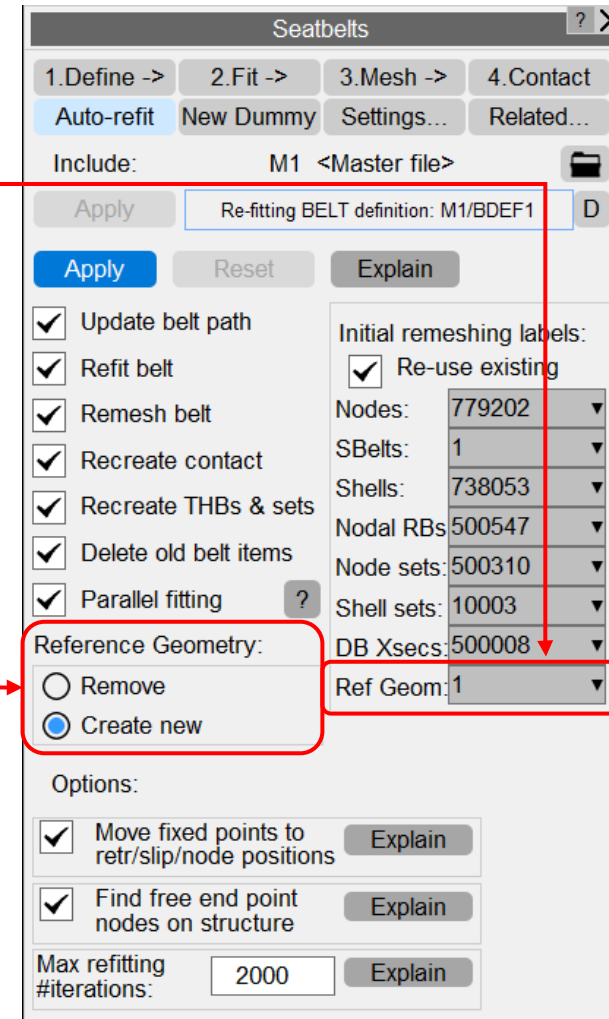 Seatbelts
?
1.Define ->
2.Fit ->
3.Mesh ->
4.Contact
Auto-refit
New Dummy
Settings...
Related...
Include:
M1 <Master file>
Apply
Re-fitting BELT definition: M1/BDEF1
D
Apply
Reset
Explain
Update belt path
Refit belt
Remesh belt
Recreate contact
Recreate THBs & sets
Delete old belt items
Parallel fitting
?
Initial remeshing labels:
Re-use existing
Nodes: 779202
SBelts: 1
Shells: 738053
Nodal RBs 500547
Node sets: 500310
Shell sets: 10003
DB Xsecs: 500008
Ref Geom: 1
Reference Geometry:
Remove
Create new
Options:
Move fixed points to
retr/slip/node positions
Explain
Find free end point
nodes on structure
Explain
Max refitting
#iterations:
2000
Explain